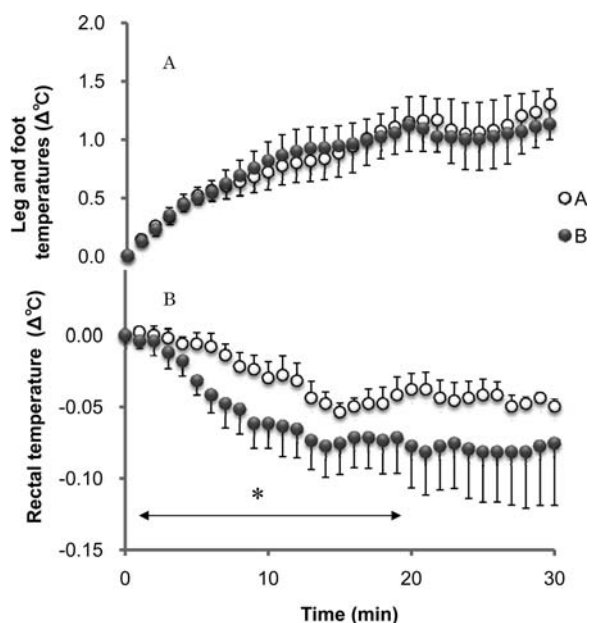 2.0
A
1.5
1.0
0.5
0.0
Leg and foot
temperatures (Δ°C)
A
B
B
0.00
-0.05
-0.10
-0.15
Rectal temperature (Δ°C)
*
0
10
20
30
Time (min)